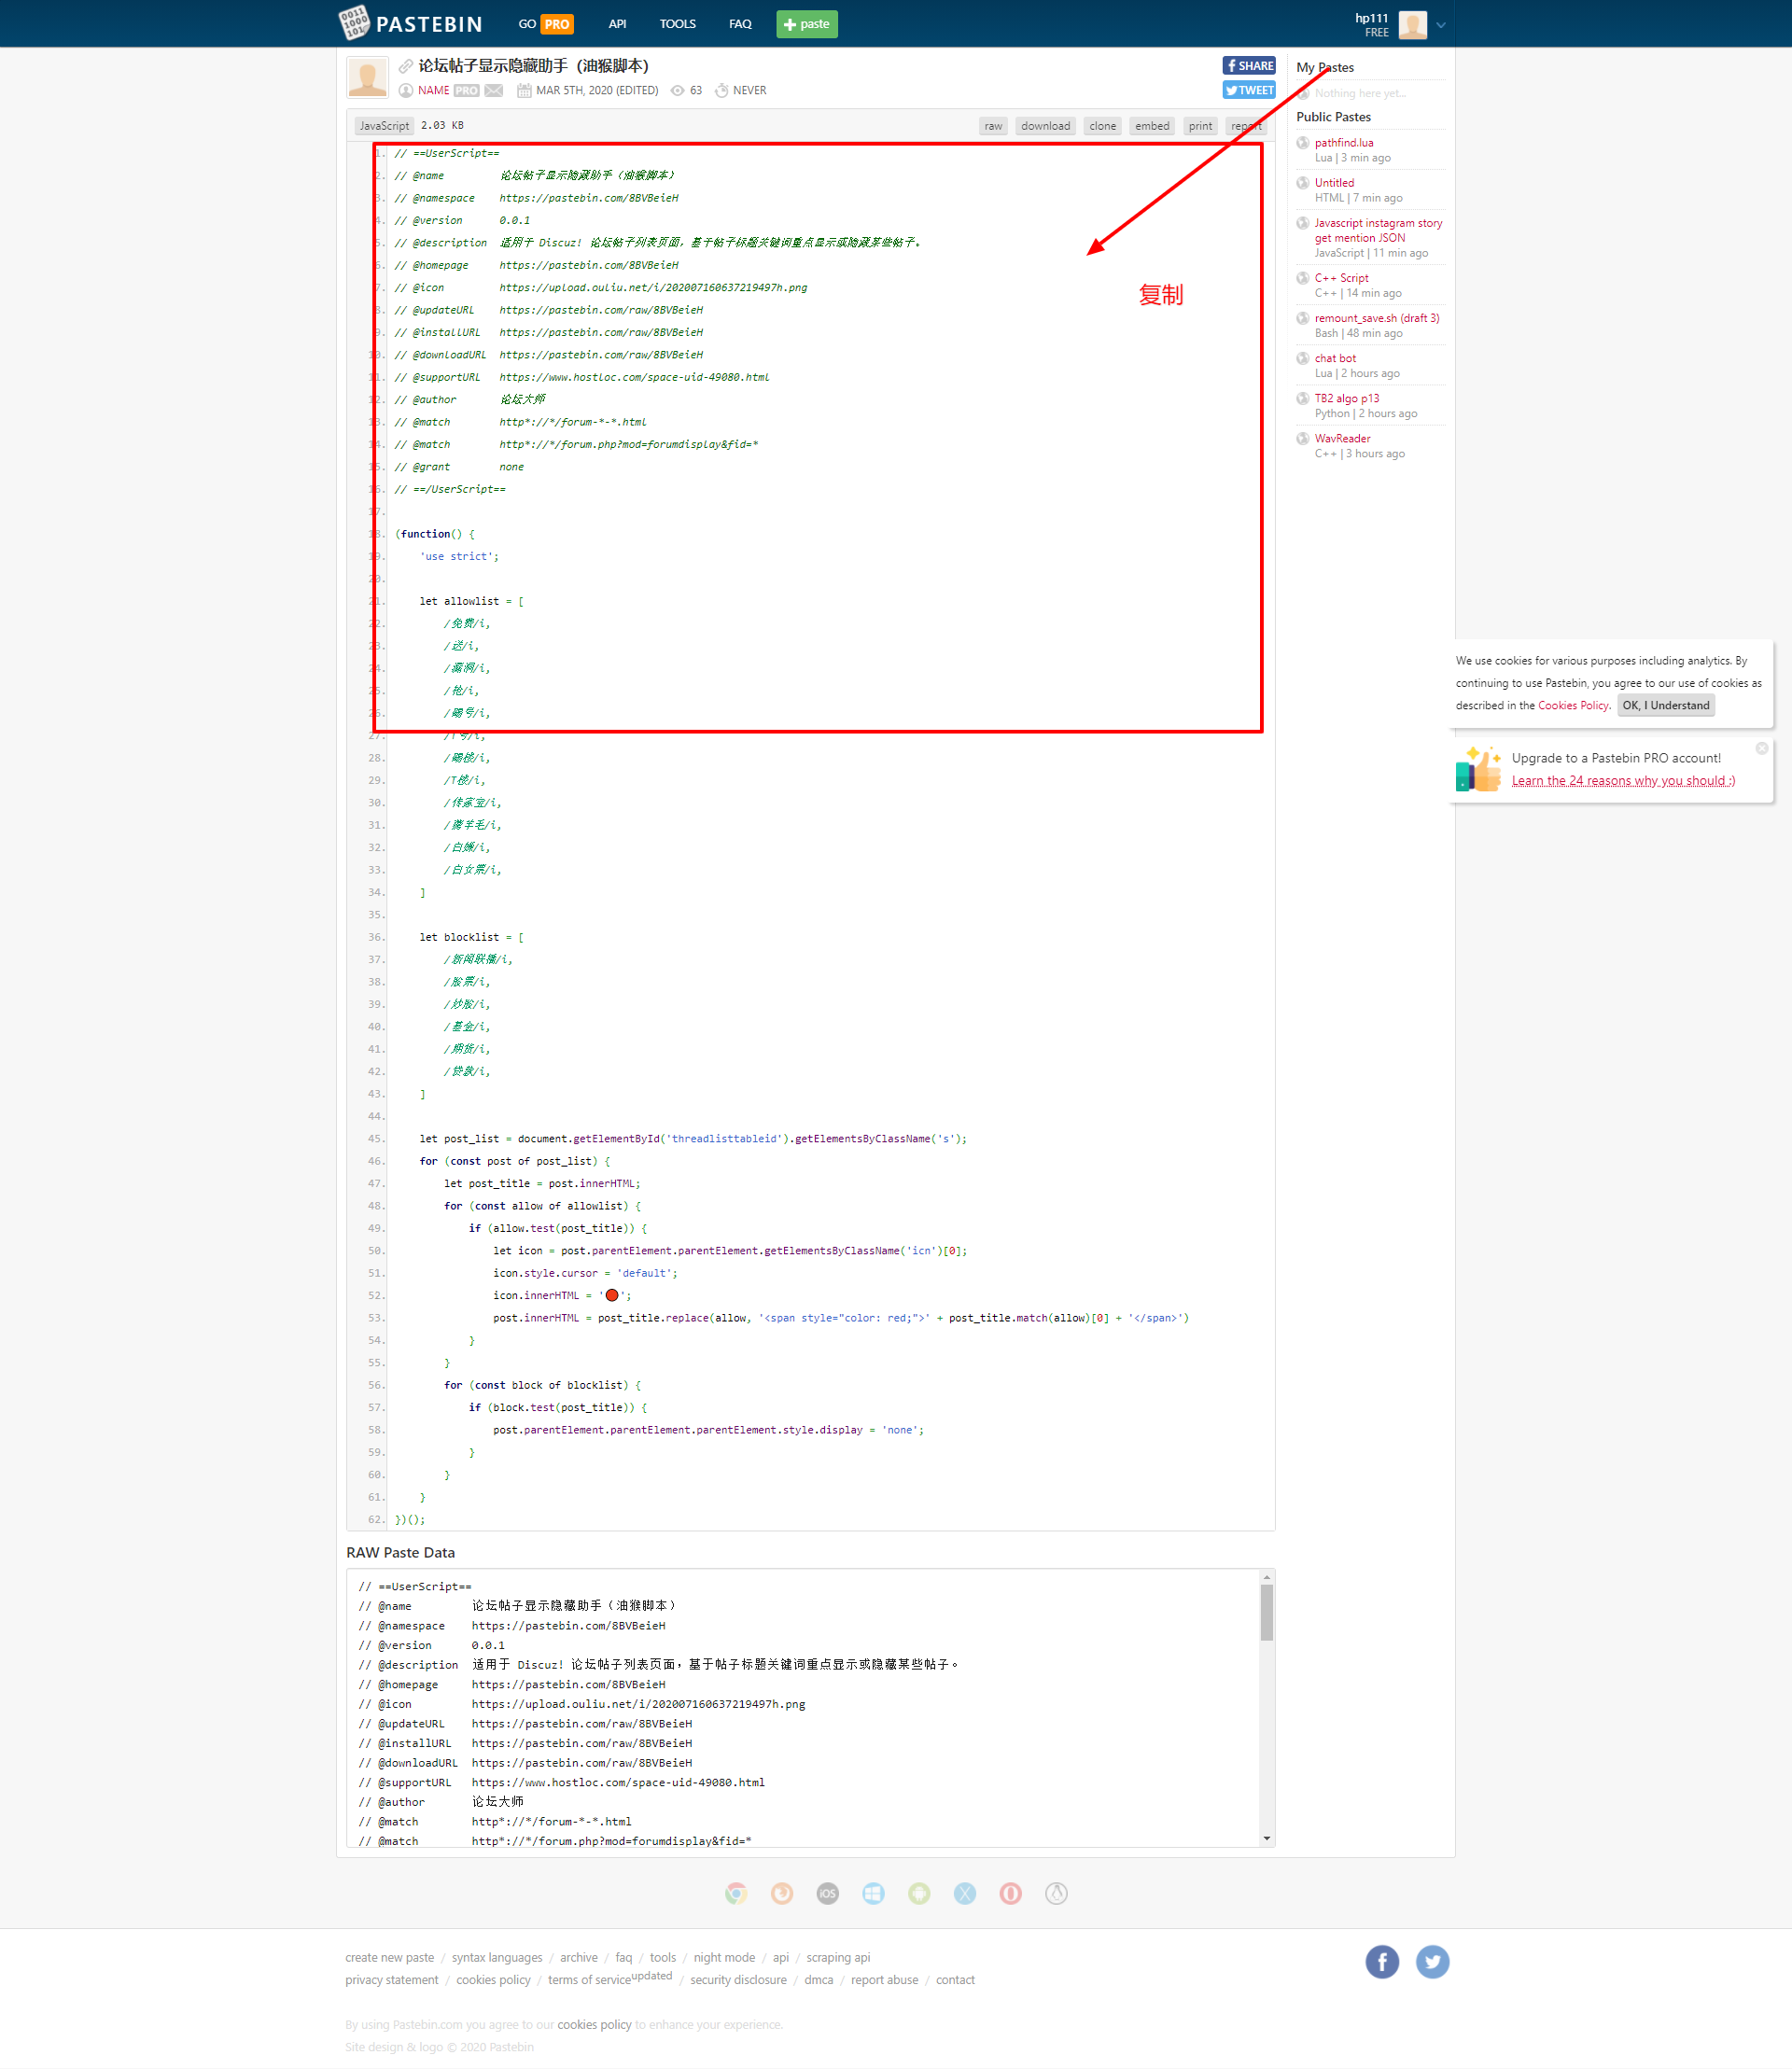 PASTEBIN
GO PRO
API
TOOLS
FAQ
paste
hp111
FREE
论坛帖子显示隐藏助手（油猴脚本）
NAME PRO MAR 5TH, 2020 (EDITED) 63 NEVER
SHARE
TWEET
JavaScript 2.03 KB
raw download clone embed print report
1. // ==UserScript==
2. // @name 论坛帖子显示隐藏助手（油猴脚本）
3. // @namespace https://pastebin.com/8BVBeieH
4. // @version 0.0.1
5. // @description 适用于 Discuz! 论坛帖子列表页面，基于帖子标题关键词重点显示或隐藏某些帖子。
6. // @homepage https://pastebin.com/8BVBeieH
7. // @icon https://upload.ouliu.net/i/202007160637219497h.png
8. // @updateURL https://pastebin.com/raw/8BVBeieH
9. // @installURL https://pastebin.com/raw/8BVBeieH
10. // @downloadURL https://pastebin.com/raw/8BVBeieH
11. // @supportURL https://www.hostloc.com/space-uid-49080.html
12. // @author 论坛大师
13. // @match http*://*/forum-*-*.html
14. // @match http*://*/forum.php?mod=forumdisplay&fid=*
15. // @grant none
16. // ==/UserScript==
17.
18. (function() {
19. 'use strict';
20.
21. let allowlist = [
22. /免费/i,
23. /送/i,
24. /漏洞/i,
25. /枪/i,
26. /踢号/i,
27. /T号/i,
28. /踢楼/i,
29. /T楼/i,
30. /传家宝/i,
31. /薅羊毛/i,
32. /白嫖/i,
33. /白女票/i,
34. ]
35.
36. let blocklist = [
37. /新闻联播/i,
38. /股票/i,
39. /炒股/i,
40. /基金/i,
41. /期货/i,
42. /贷款/i,
43. ]
44.
45. let post_list = document.getElementById('threadlisttableid').getElementsByClassName('s');
46. for (const post of post_list) {
47. let post_title = post.innerHTML;
48. for (const allow of allowlist) {
49. if (allow.test(post_title)) {
50. let icon = post.parentElement.parentElement.getElementsByClassName('icn')[0];
51. icon.style.cursor = 'default';
52. icon.innerHTML = '🔴';
53. post.innerHTML = post_title.replace(allow, '<span style="color: red;">' + post_title.match(allow)[0] + '</span>')
54. }
55. }
56. for (const block of blocklist) {
57. if (block.test(post_title)) {
58. post.parentElement.parentElement.parentElement.style.display = 'none';
59. }
60. }
61. }
62. })();
复制
RAW Paste Data
// ==UserScript==
// @name 论坛帖子显示隐藏助手（油猴脚本）
// @namespace https://pastebin.com/8BVBeieH
// @version 0.0.1
// @description 适用于 Discuz! 论坛帖子列表页面，基于帖子标题关键词重点显示或隐藏某些帖子。
// @homepage https://pastebin.com/8BVBeieH
// @icon https://upload.ouliu.net/i/202007160637219497h.png
// @updateURL https://pastebin.com/raw/8BVBeieH
// @installURL https://pastebin.com/raw/8BVBeieH
// @downloadURL https://pastebin.com/raw/8BVBeieH
// @supportURL https://www.hostloc.com/space-uid-49080.html
// @author 论坛大师
// @match http*://*/forum-*-*.html
// @match http*://*/forum.php?mod=forumdisplay&fid=*
My Pastes
Nothing here yet...
Public Pastes
pathfind.lua
Lua | 3 min ago
Untitled
HTML | 7 min ago
Javascript instagram story
get mention JSON
JavaScript | 11 min ago
C++ Script
C++ | 14 min ago
remount_save.sh (draft 3)
Bash | 48 min ago
chat bot
Lua | 2 hours ago
TB2 algo p13
Python | 2 hours ago
WavReader
C++ | 3 hours ago
We use cookies for various purposes including analytics. By
continuing to use Pastebin, you agree to our use of cookies as
described in the Cookies Policy. OK, I Understand
Upgrade to a Pastebin PRO account!
Learn the 24 reasons why you should :)
iOS
create new paste / syntax languages / archive / faq / tools / night mode / api / scraping api
privacy statement / cookies policy / terms of service updated / security disclosure / dmca / report abuse / contact
By using Pastebin.com you agree to our cookies policy to enhance your experience.
Site design & logo © 2020 Pastebin